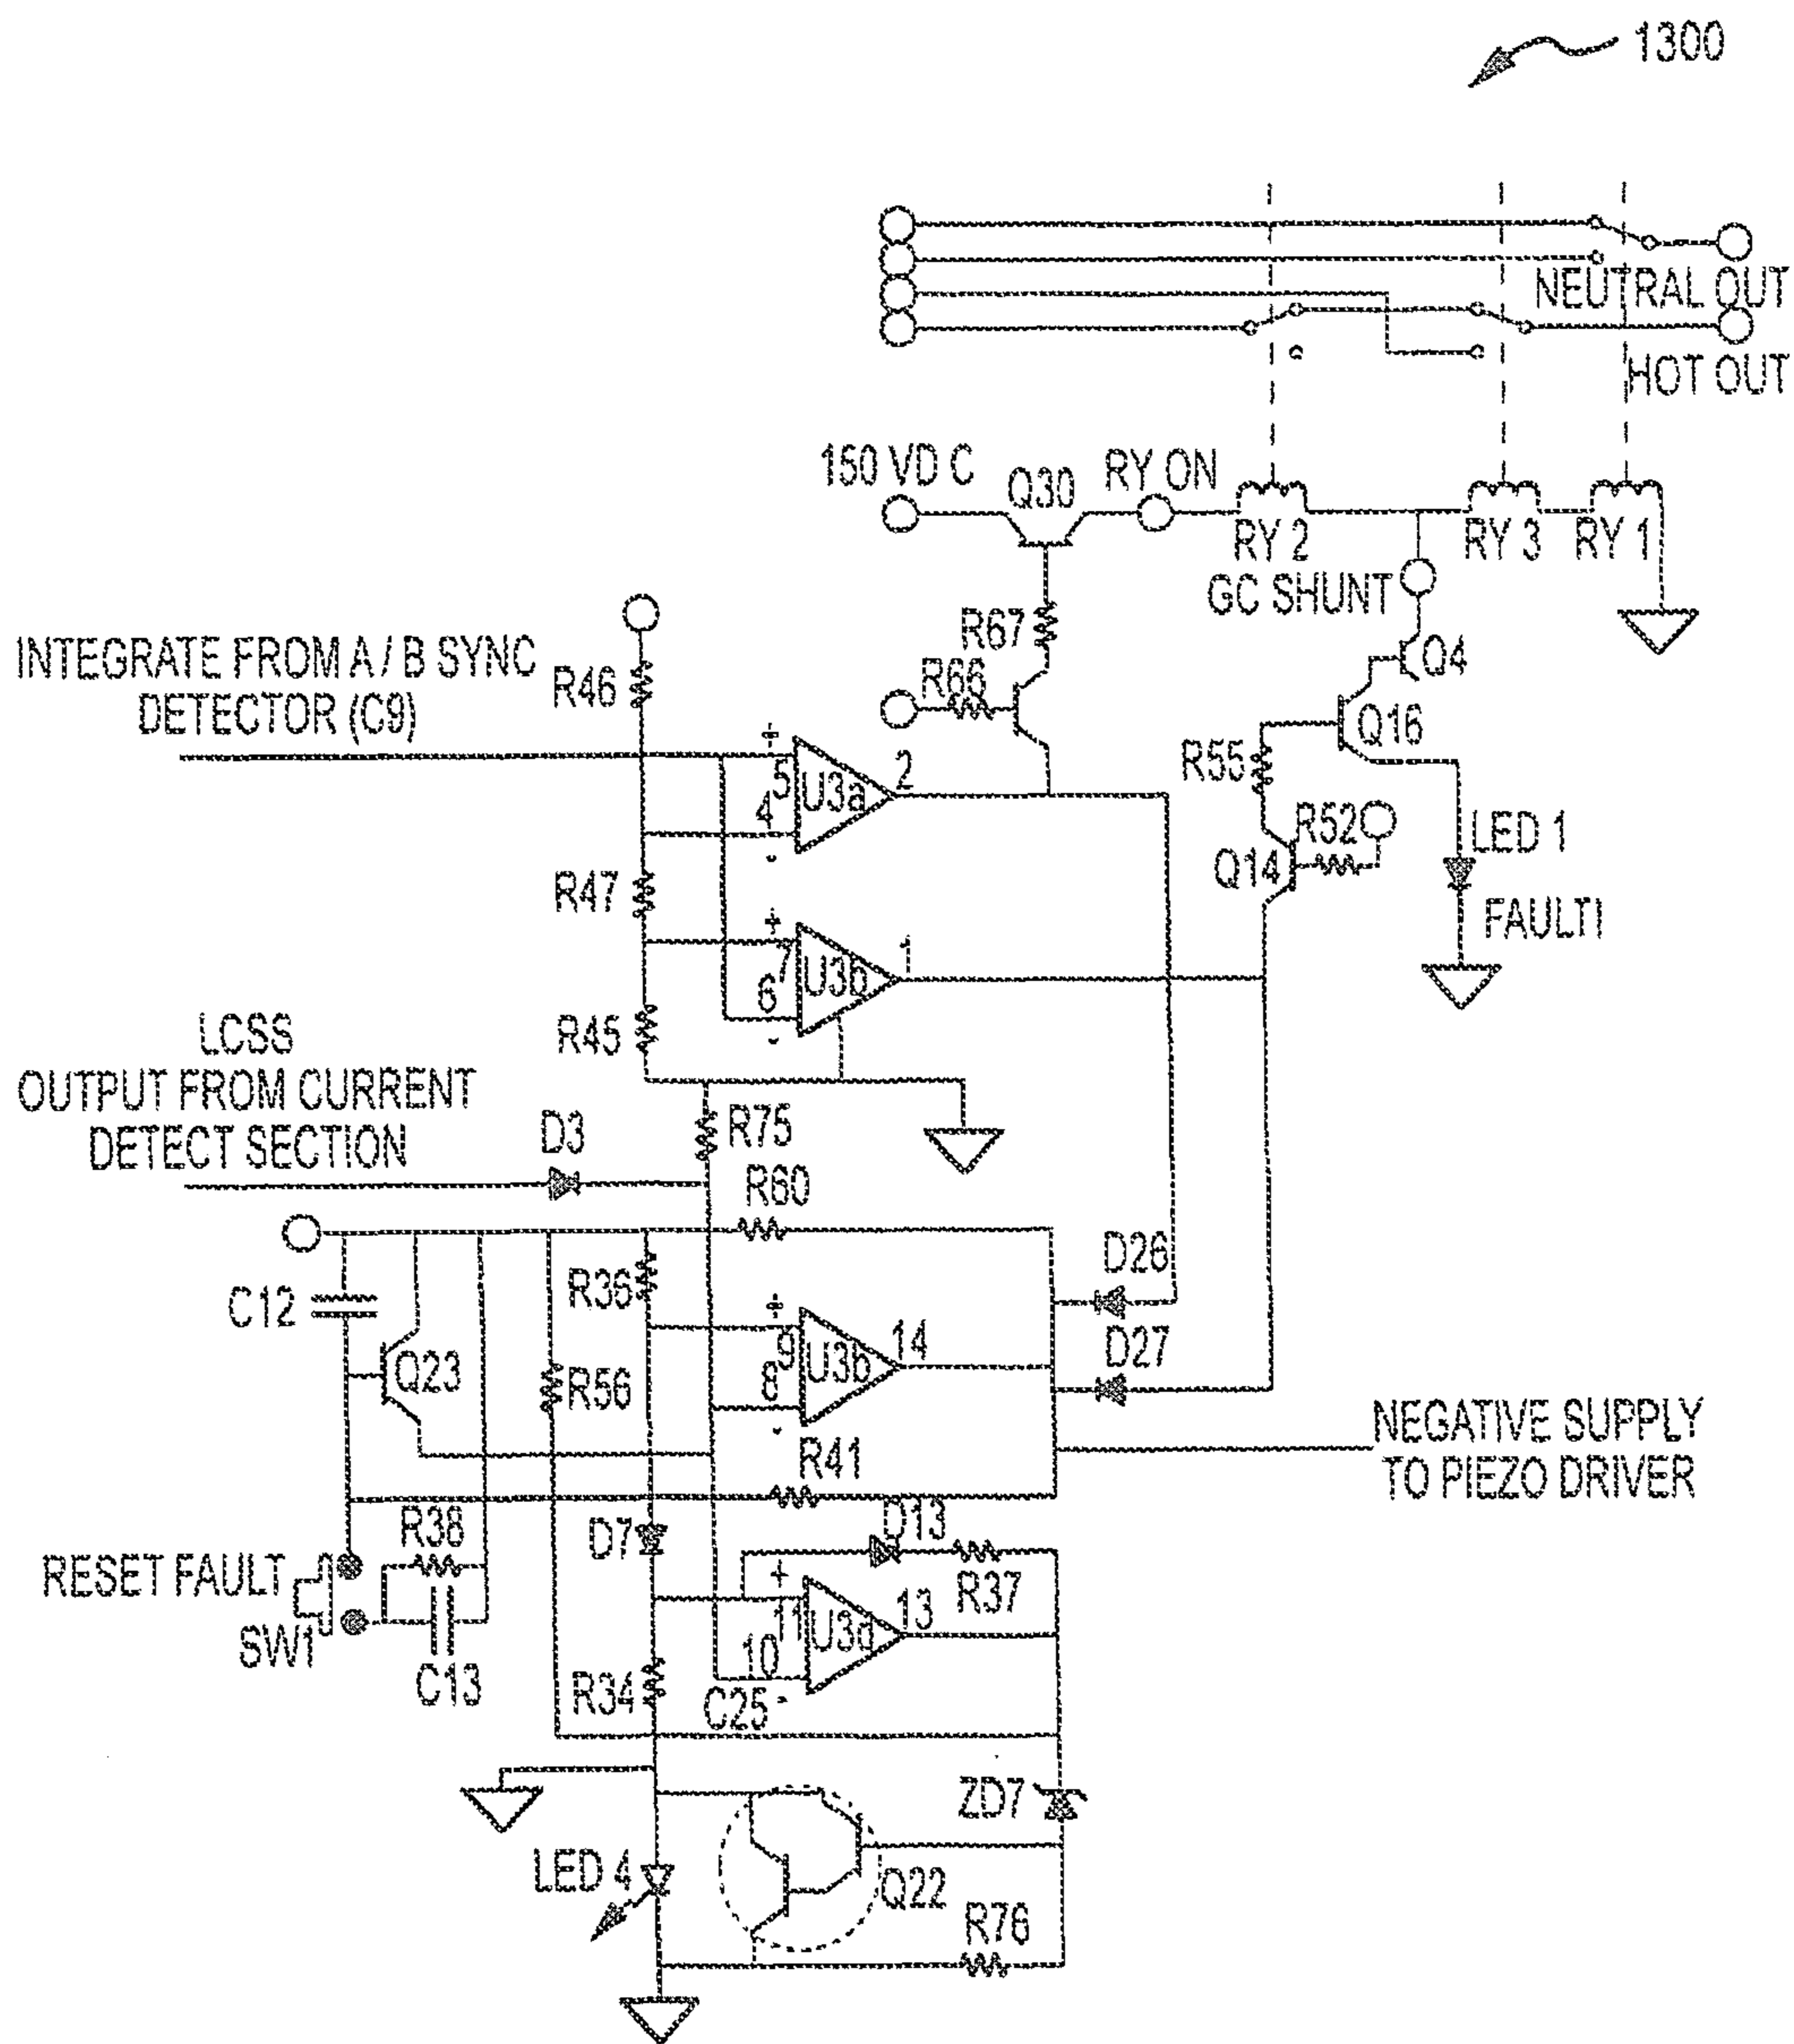 1300
NEUTRAL OUT
HOT OUT
150 VD C
Q30
RY ON
RY 2
RY 3
RY 1
GC SHUNT
R67
Q4
INTEGRATE FROM A / B SYNC
DETECTOR (C9)
R46
R66
Q16
+
5
U3a
2
4
-
R55
R52
LED 1
Q14
R47
FAULT!
+
7
U3b
1
6
-
R45
LCSS
OUTPUT FROM CURRENT
DETECT SECTION
D3
R75
R60
D26
R36
C12
+
9
U3b
14
8
-
D27
Q23
R56
NEGATIVE SUPPLY
TO PIEZO DRIVER
R41
R38
D7
D13
RESET FAULT
SW1
+
11
U3d
13
R37
10
-
C13
R34
C25
ZD7
LED 4
Q22
R76